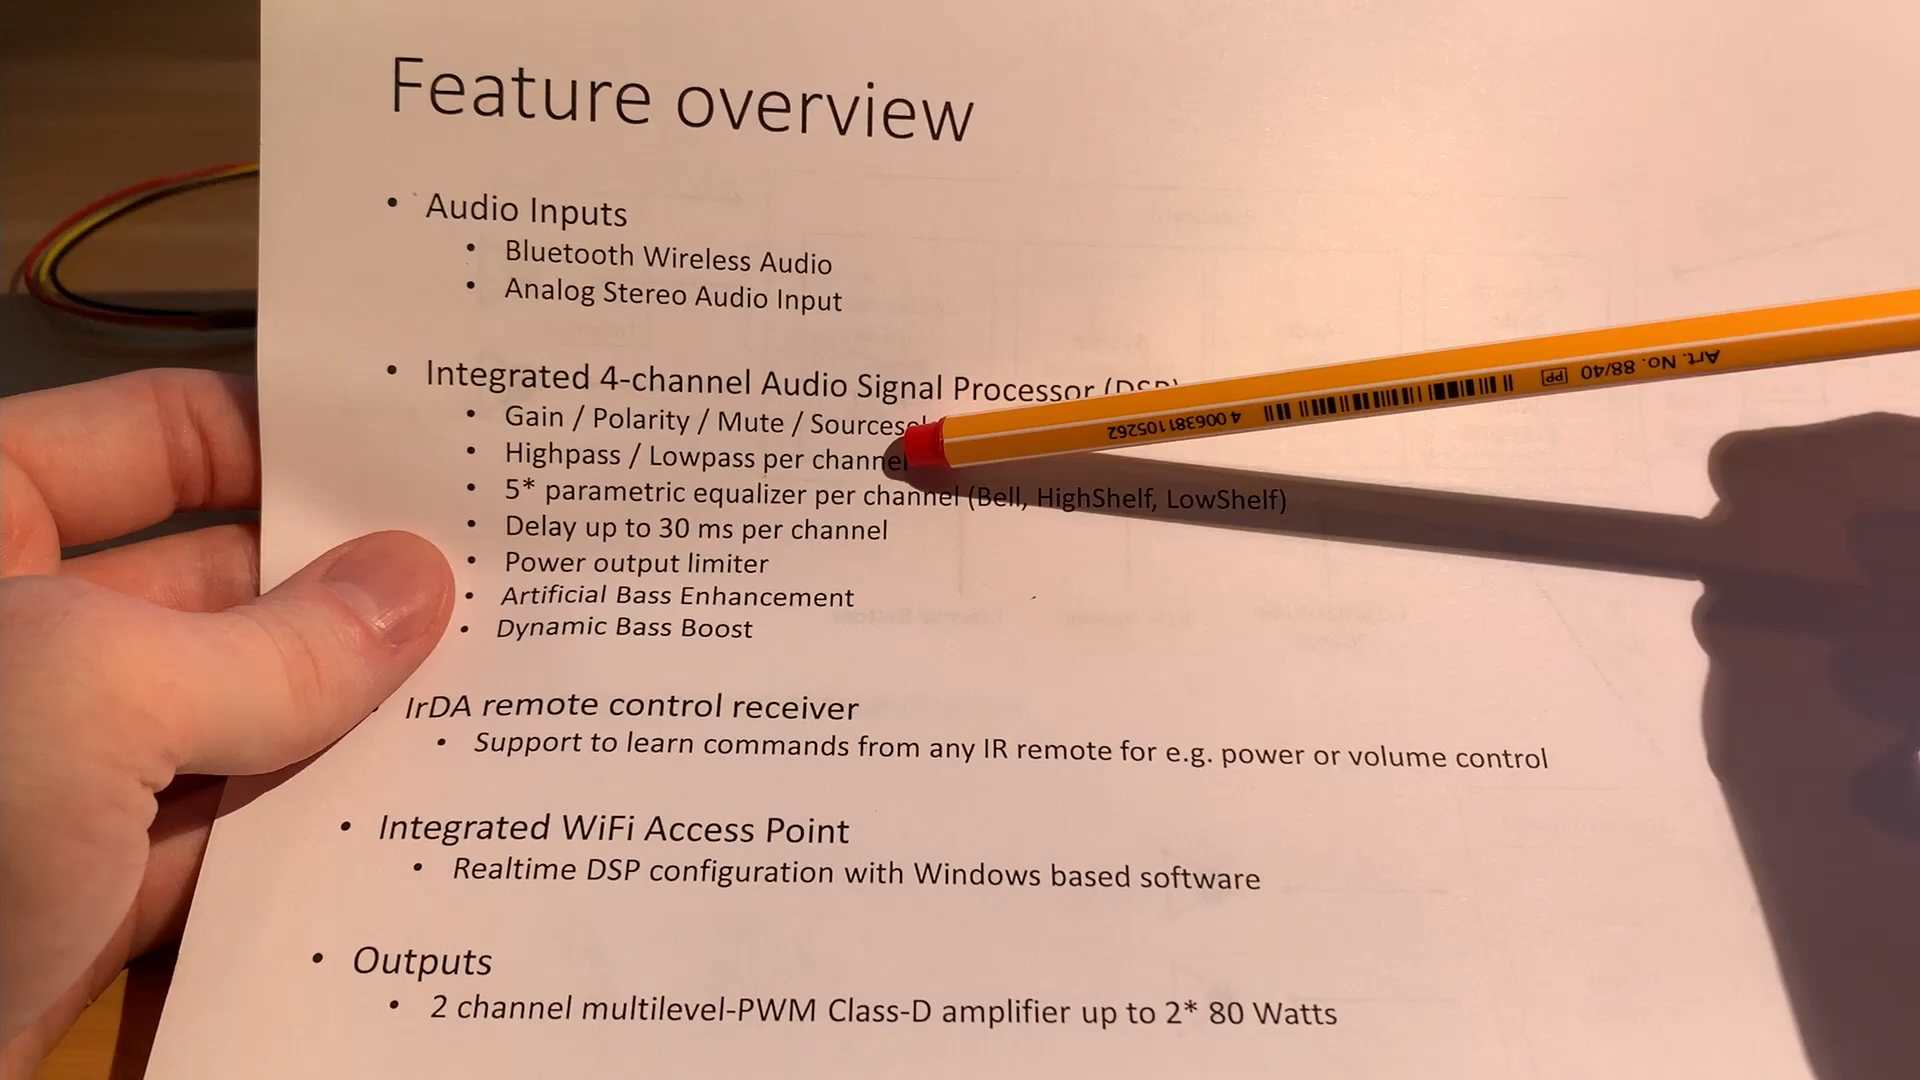 Feature overview
• Audio Inputs
• Bluetooth Wireless Audio
• Analog Stereo Audio Input
• Integrated 4-channel Audio Signal Processor (DSP)
• Gain / Polarity / Mute /
• Highpass / Lowpass per channel
• 5* parametric equalizer per channel (Bell, HighShelf, LowShelf)
• Delay up to 30 ms per channel
• Power output limiter
• Artificial Bass Enhancement
• Dynamic Bass Boost
IrDA remote control receiver
• Support to learn commands from any IR remote for e.g. power or volume control
• Integrated WiFi Access Point
• Realtime DSP configuration with Windows based software
• Outputs
• 2 channel multilevel-PWM Class-D amplifier up to 2* 80 Watts
Art. No. 88/40 PP
4 006381 105262